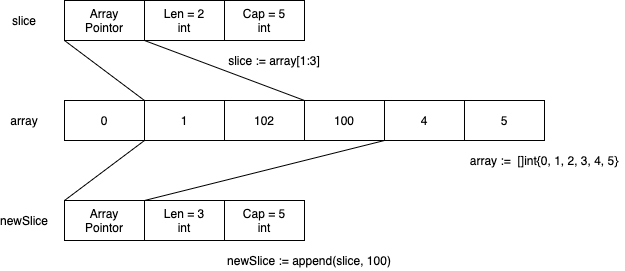 slice
Array Pointor
Len = 2 int
Cap = 5 int
slice := array[1:3]
array
0 1 102 100 4 5
array := []int{0, 1, 2, 3, 4, 5}
newSlice
Array Pointor
Len = 3 int
Cap = 5 int
newSlice := append(slice, 100)